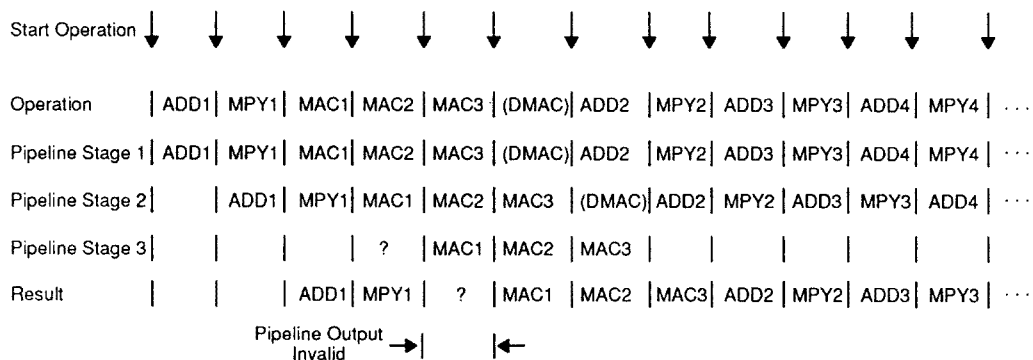 Start Operation
Operation | ADD1 | MPY1 | MAC1 | MAC2 | MAC3 | (DMAC) | ADD2 | MPY2 | ADD3 | MPY3 | ADD4 | MPY4 | ...
Pipeline Stage 1 | ADD1 | MPY1 | MAC1 | MAC2 | MAC3 | (DMAC) | ADD2 | MPY2 | ADD3 | MPY3 | ADD4 | MPY4 | ...
Pipeline Stage 2 | | ADD1 | MPY1 | MAC1 | MAC2 | MAC3 | (DMAC) | ADD2 | MPY2 | ADD3 | MPY3 | ADD4 | ...
Pipeline Stage 3 | | | | ? | MAC1 | MAC2 | MAC3 | | | | | | ...
Result | | | ADD1 | MPY1 | ? | MAC1 | MAC2 | MAC3 | ADD2 | MPY2 | ADD3 | MPY3 | ...
Pipeline Output
Invalid